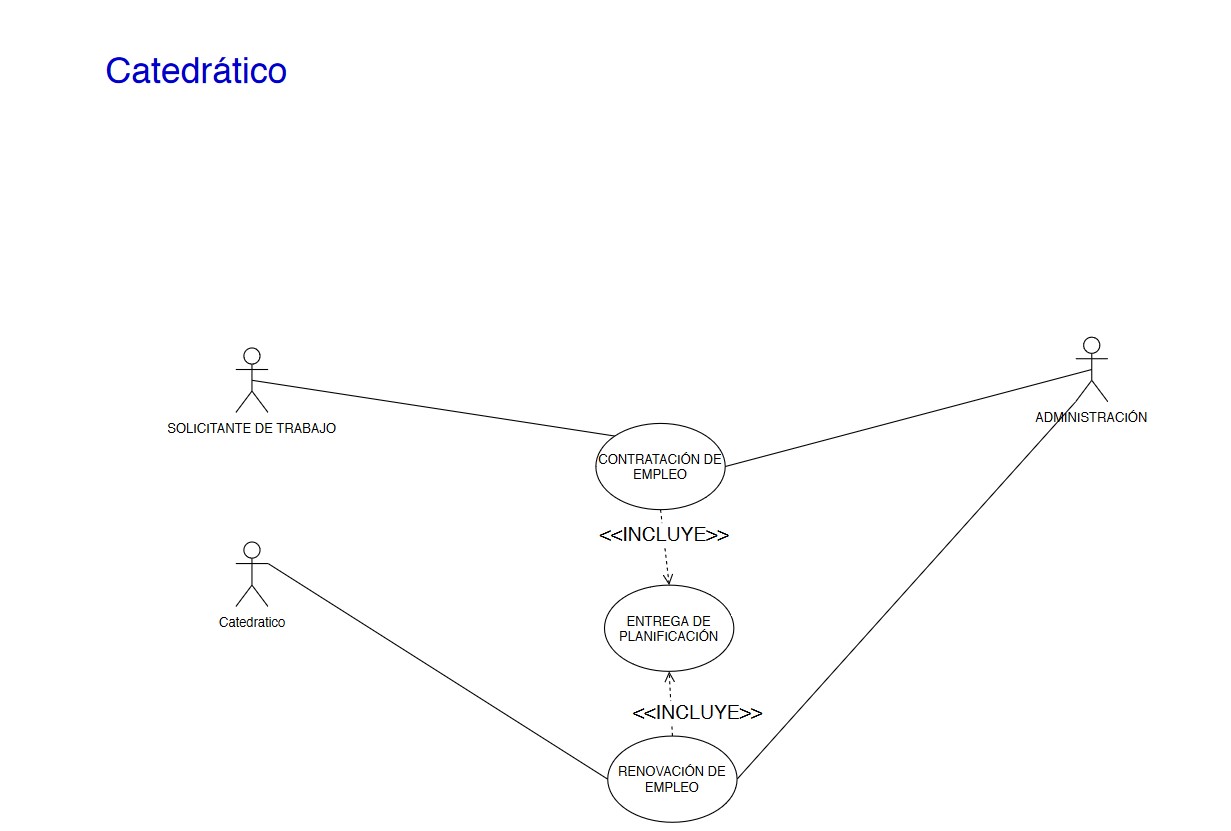 Catedrático
SOLICITANTE DE TRABAJO
ADMINISTRACIÓN
CONTRATACIÓN DE
EMPLEO
<<INCLUYE>>
Catedratico
ENTREGA DE
PLANIFICACIÓN
<<INCLUYE>>
RENOVACIÓN DE
EMPLEO